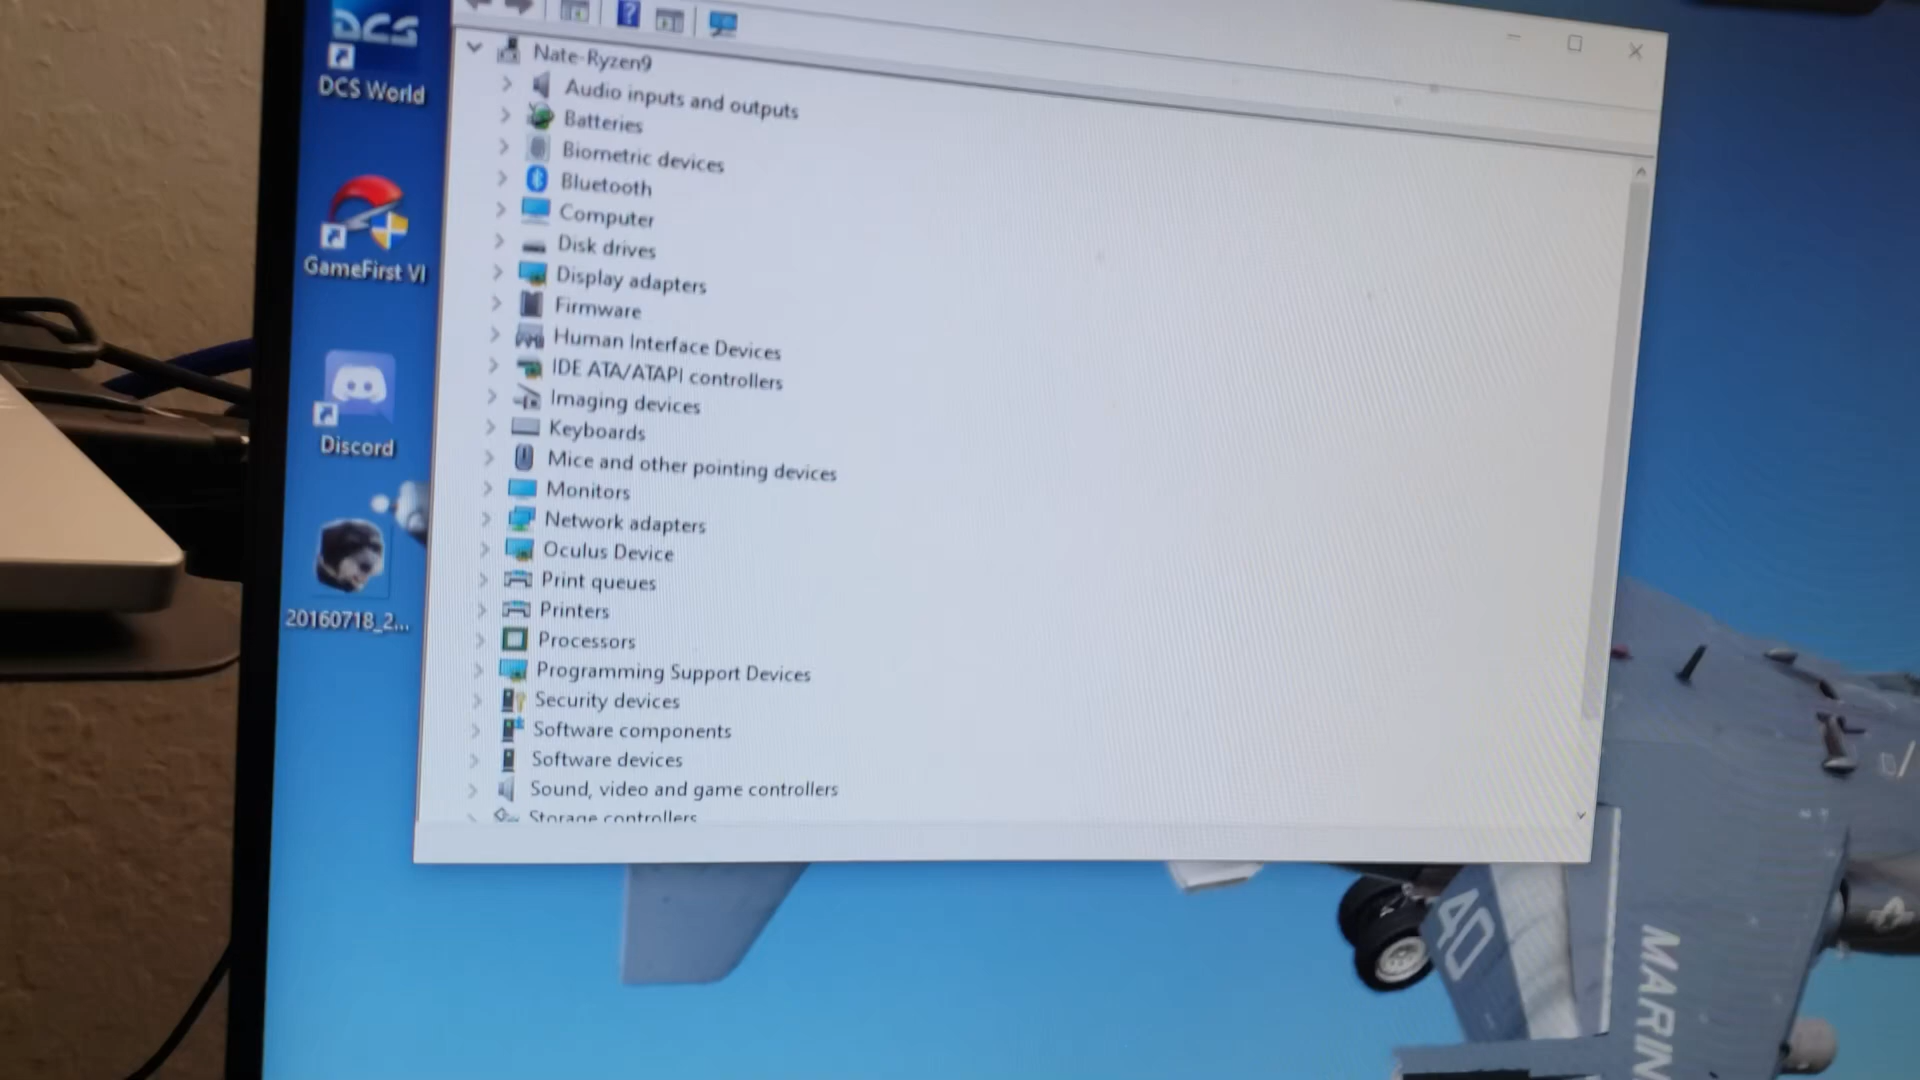 DCS
DCS World
GameFirst VI
Discord
20160718_2...
Nate-Ryzen9
Audio inputs and outputs
Batteries
Biometric devices
Bluetooth
Computer
Disk drives
Display adapters
Firmware
Human Interface Devices
IDE ATA/ATAPI controllers
Imaging devices
Keyboards
Mice and other pointing devices
Monitors
Network adapters
Oculus Device
Print queues
Printers
Processors
Programming Support Devices
Security devices
Software components
Software devices
Sound, video and game controllers
Storage controllers
40
MARIN